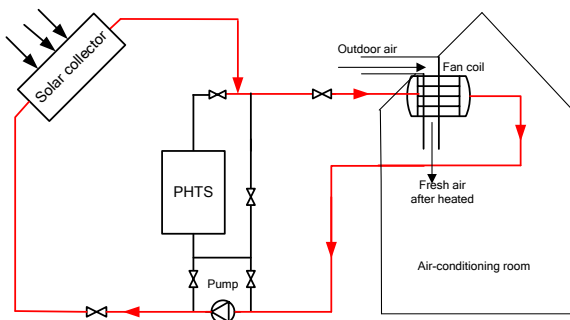 Solar collector
Outdoor air
Fan coil
PHTS
Fresh air
after heated
Pump
Air-conditioning room